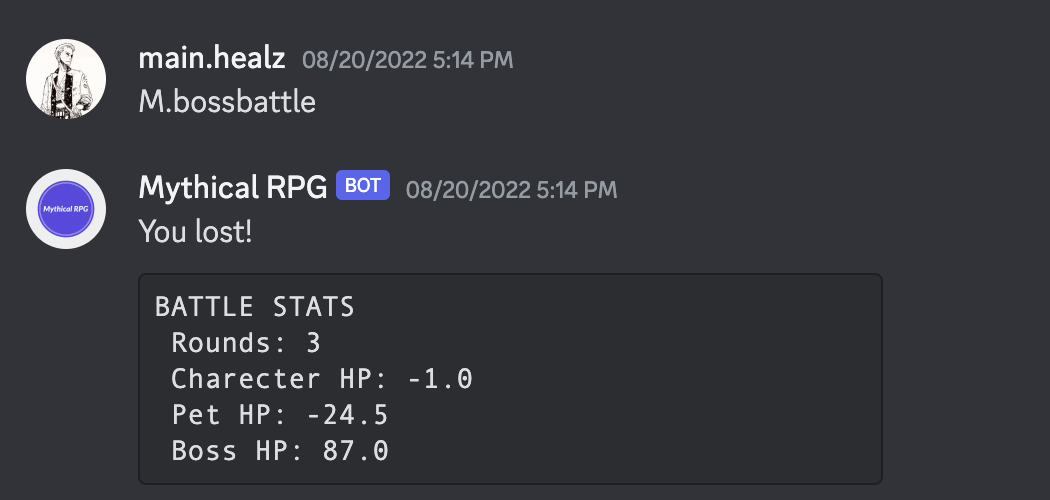 main.healz 08/20/2022 5:14 PM
M.bossbattle
Mythical RPG BOT 08/20/2022 5:14 PM
Mythical RPG
You lost!
BATTLE STATS
Rounds: 3
Charecter HP: -1.0
Pet HP: -24.5
Boss HP: 87.0